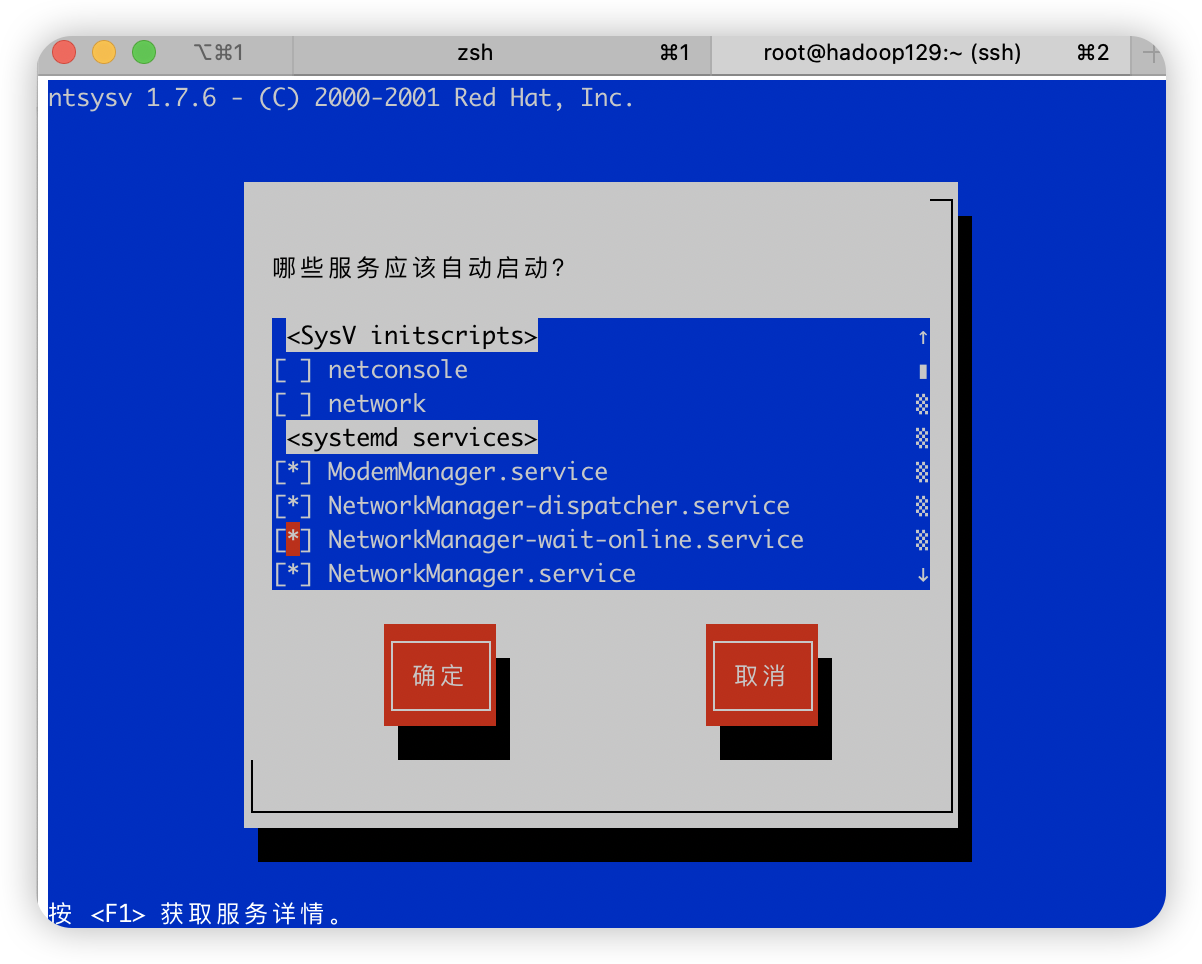 ⌥⌘1 zsh ⌘1 root@hadoop129:~ (ssh) ⌘2
ntsysv 1.7.6 - (C) 2000-2001 Red Hat, Inc.
哪些服务应该自动启动?
<SysV initscripts>
[ ] netconsole
[ ] network
<systemd services>
[*] ModemManager.service
[*] NetworkManager-dispatcher.service
[*] NetworkManager-wait-online.service
[*] NetworkManager.service
确定 取消
按 <F1> 获取服务详情。